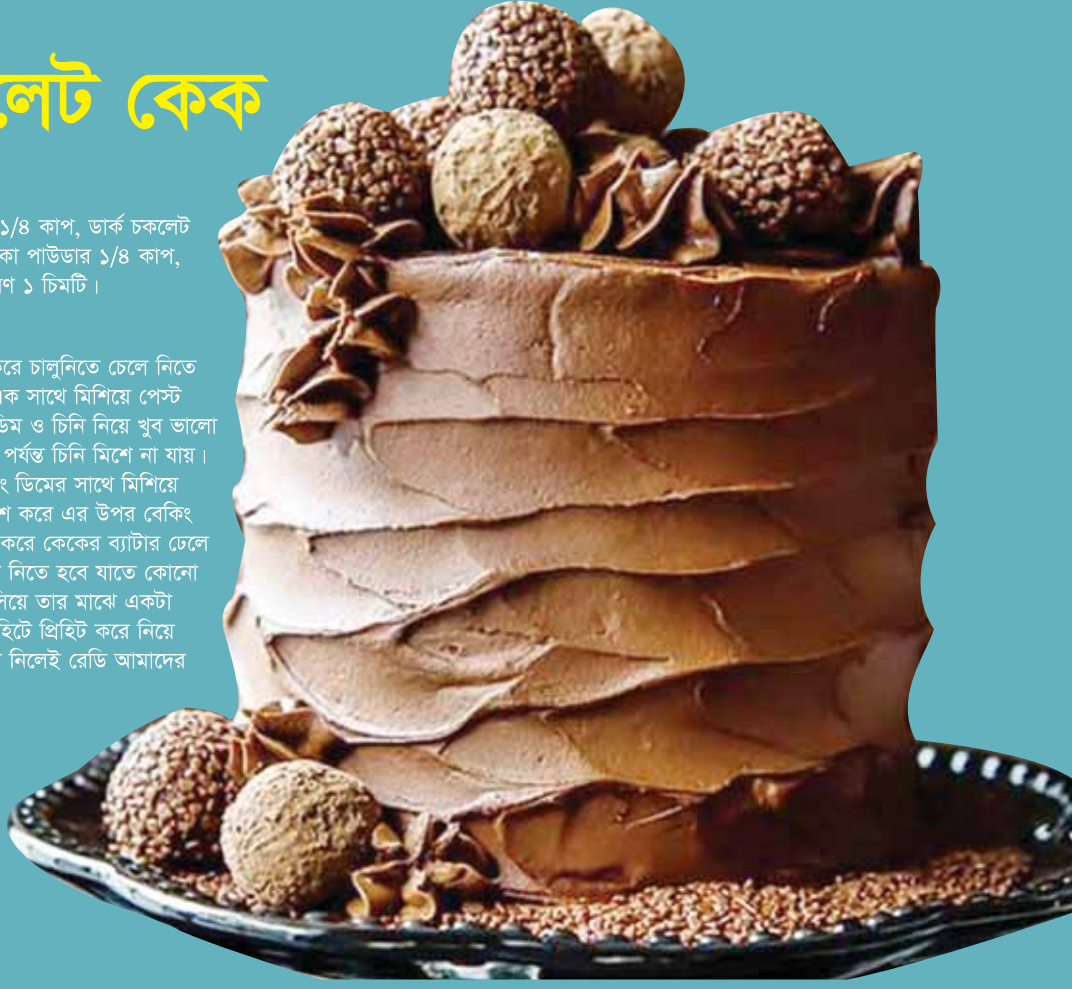 লেট কেক
১/৪ কাপ, ডার্ক চকলেট
কা পাউডার ১/৪ কাপ,
ণ ১ চিমটি।
রে চালুনিতে চেলে নিতে
ক সাথে মিশিয়ে পেস্ট
ডিম ও চিনি নিয়ে খুব ভালো
পর্যন্ত চিনি মিশে না যায়।
ং ডিমের সাথে মিশিয়ে
শ করে এর উপর বেকিং
করে কেকের ব্যাটার ঢেলে
নিতে হবে যাতে কোনো
সিয়ে তার মাঝে একটা
হিটে প্রিহিট করে নিয়ে
নিলেই রেডি আমাদের